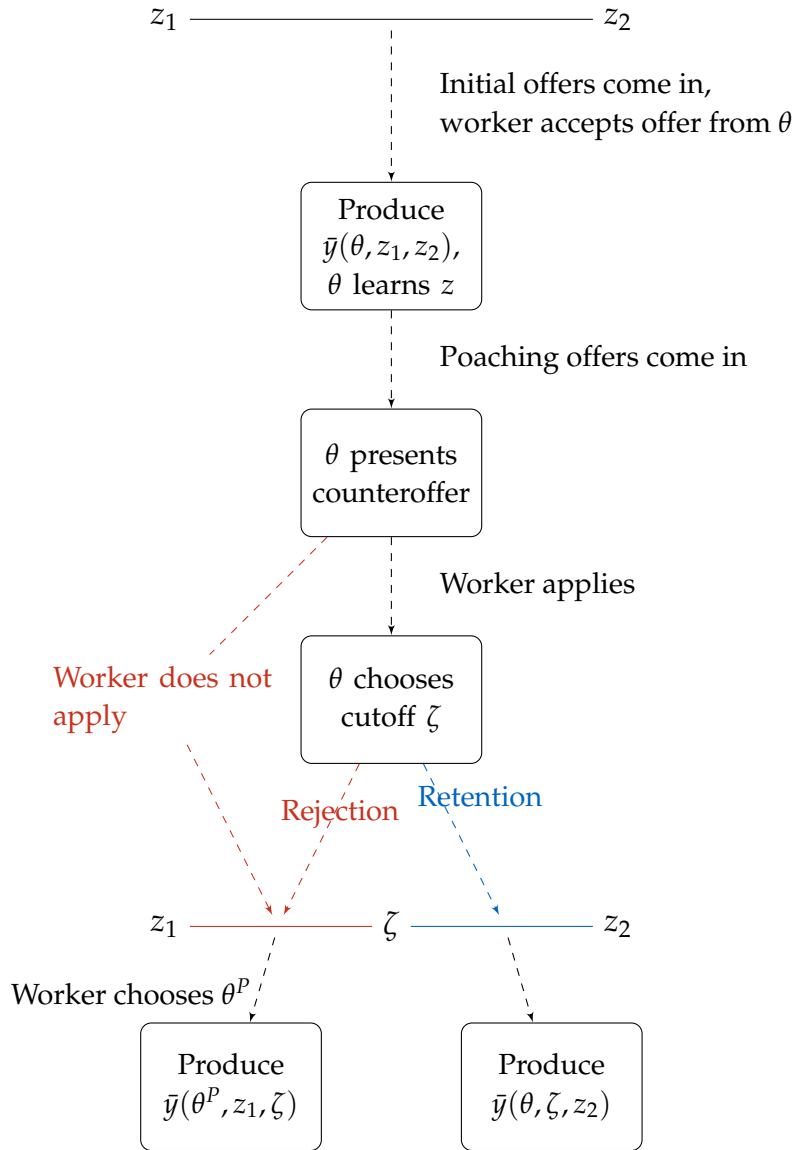 z₁ z₂
Initial offers come in,
worker accepts offer from θ
Produce
ȳ(θ, z₁, z₂),
θ learns z
Poaching offers come in
θ presents
counteroffer
Worker applies
Worker does not
apply
θ chooses
cutoff ζ
Rejection
Retention
z₁ ζ z₂
Worker chooses θᴾ
Produce
ȳ(θᴾ, z₁, ζ)
Produce
ȳ(θ, ζ, z₂)